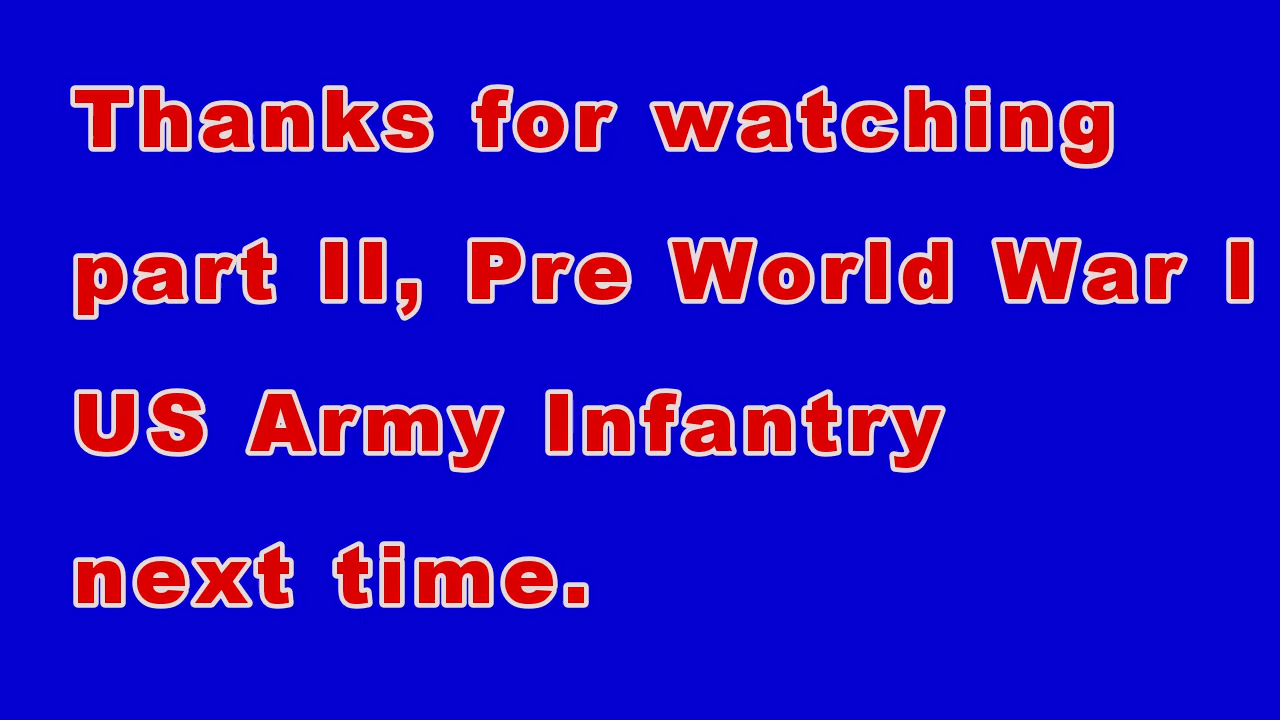 Thanks for watching
part II, Pre World War I
US Army Infantry
next time.